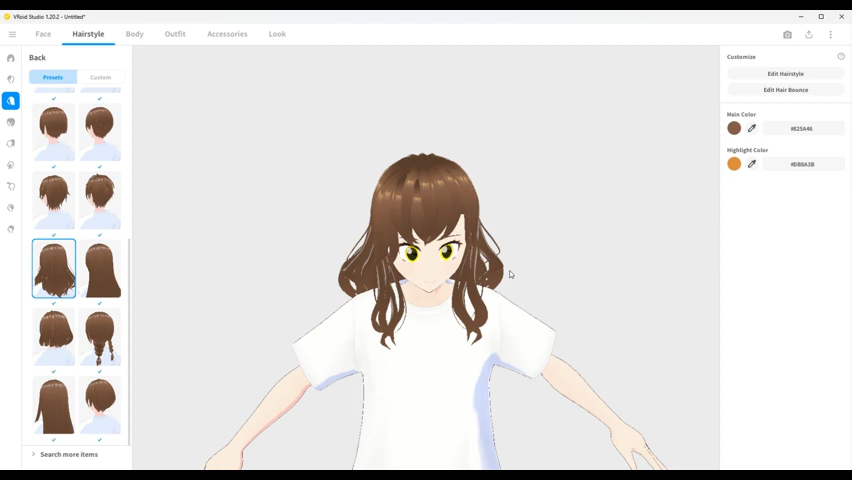 VRoid Studio 1.20.2 - Untitled*
Face Hairstyle Body Outfit Accessories Look
Back
Presets Custom
Search more items
Customize
Edit Hairstyle
Edit Hair Bounce
Main Color
#825A46
Highlight Color
#DB8A3B